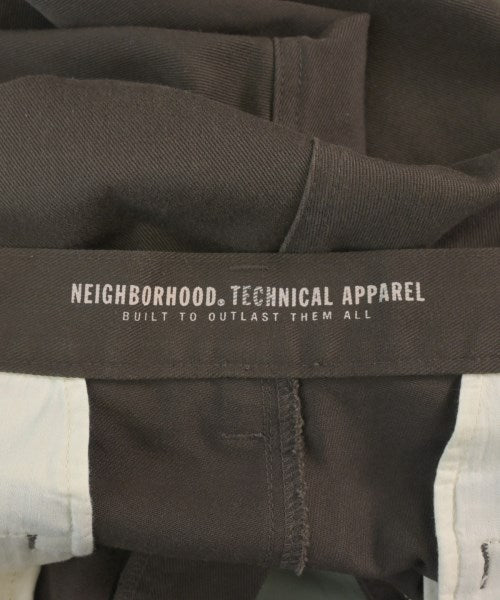 NEIGHBORHOOD. TECHNICAL APPAREL
BUILT TO OUTLAST THEM ALL